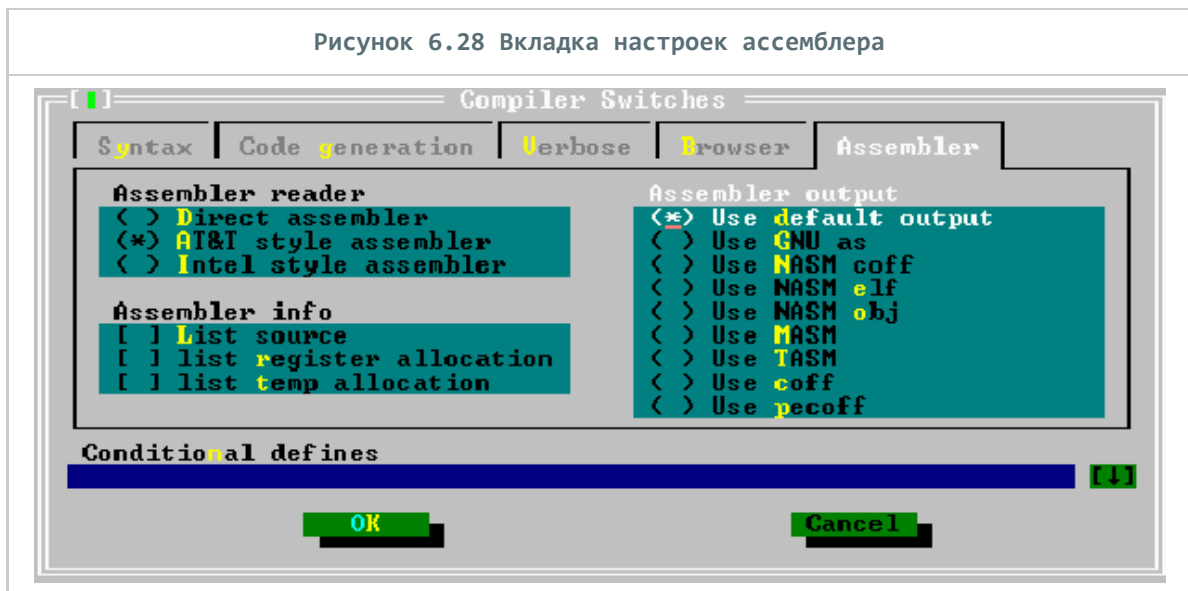 Рисунок 6.28 Вкладка настроек ассемблера
[▮] Compiler Switches
Syntax Code generation Verbose Browser Assembler
Assembler reader
( ) Direct assembler
(*) AT&T style assembler
( ) Intel style assembler
Assembler info
[ ] List source
[ ] list register allocation
[ ] list temp allocation
Assembler output
(*) Use default output
( ) Use GNU as
( ) Use NASM coff
( ) Use NASM elf
( ) Use NASM obj
( ) Use MASM
( ) Use TASM
( ) Use coff
( ) Use pecoff
Conditional defines
[↓]
OK Cancel